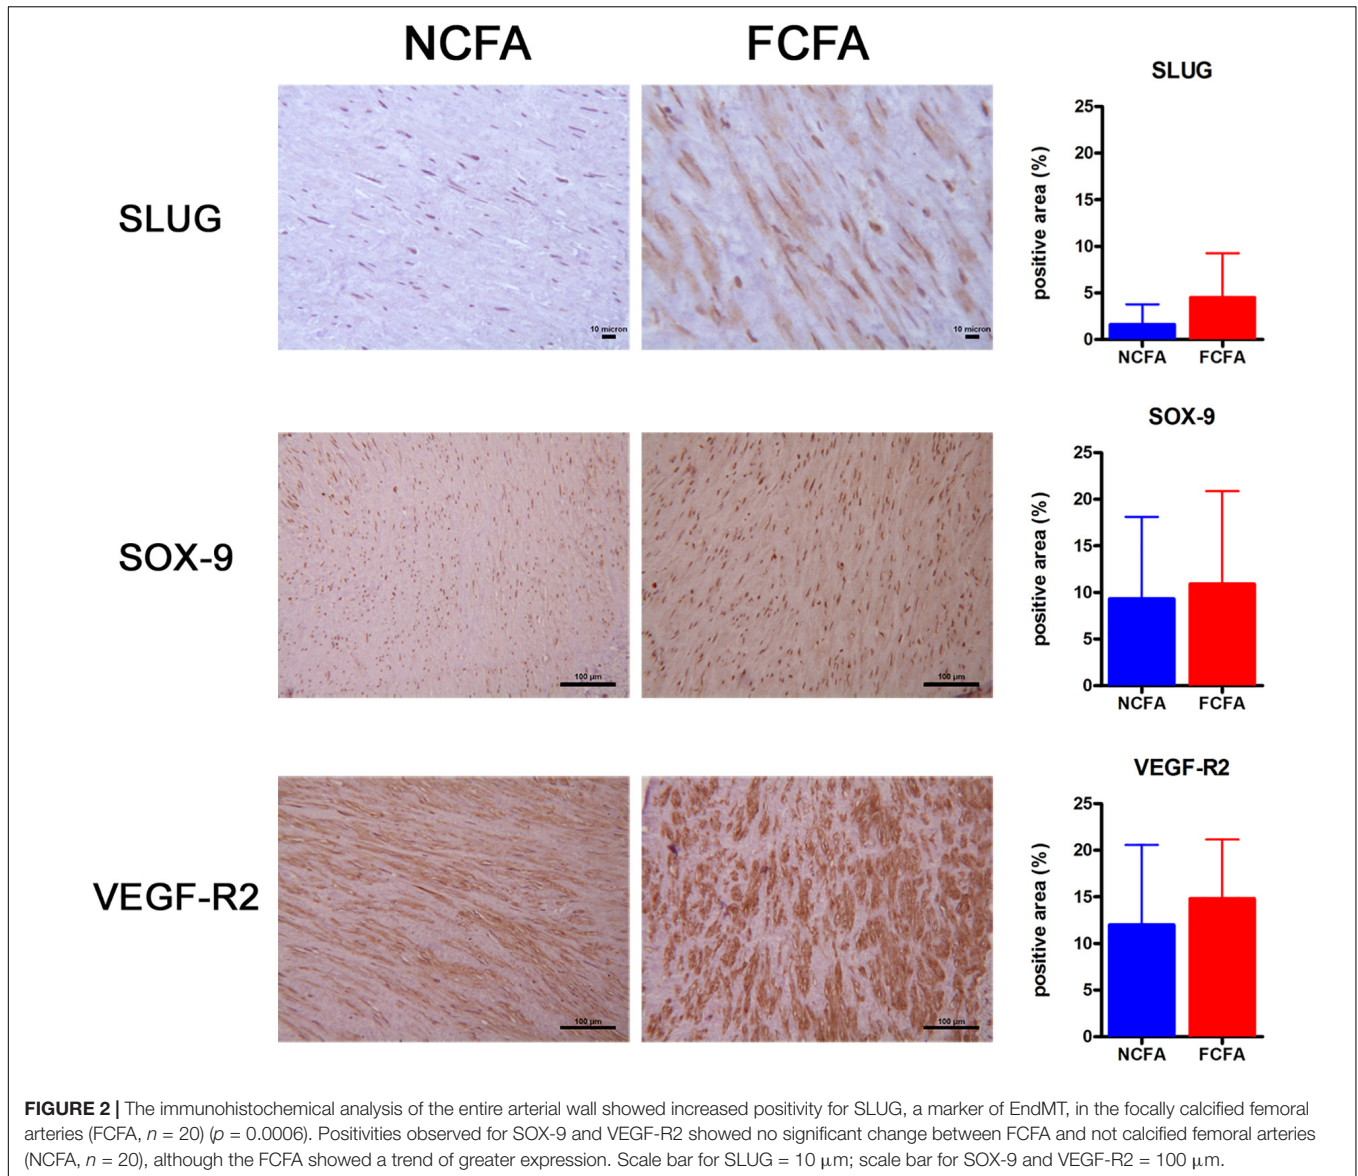 NCFA FCFA
SLUG
SLUG
25
20
15
10
5
0
positive area (%)
NCFA FCFA
10 micron
10 micron
SOX-9
SOX-9
25
20
15
10
5
0
positive area (%)
NCFA FCFA
100 µm
100 µm
VEGF-R2
VEGF-R2
25
20
15
10
5
0
positive area (%)
NCFA FCFA
100 µm
100 µm
FIGURE 2 | The immunohistochemical analysis of the entire arterial wall showed increased positivity for SLUG, a marker of EndMT, in the focally calcified femoral
arteries (FCFA, n = 20) (p = 0.0006). Positivities observed for SOX-9 and VEGF-R2 showed no significant change between FCFA and not calcified femoral arteries
(NCFA, n = 20), although the FCFA showed a trend of greater expression. Scale bar for SLUG = 10 µm; scale bar for SOX-9 and VEGF-R2 = 100 µm.